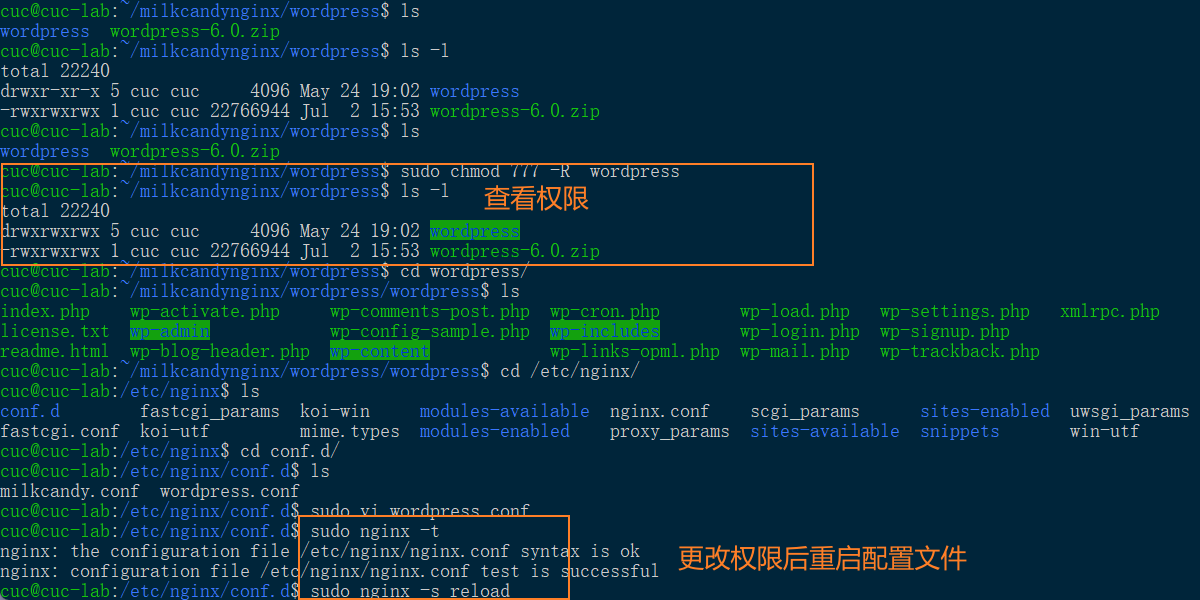 cuc@cuc-lab:~/milkcandynginx/wordpress$ ls
wordpress  wordpress-6.0.zip
cuc@cuc-lab:~/milkcandynginx/wordpress$ ls -l
total 22240
drwxr-xr-x 5 cuc cuc     4096 May 24 19:02 wordpress
-rwxrwxrwx 1 cuc cuc 22766944 Jul  2 15:53 wordpress-6.0.zip
cuc@cuc-lab:~/milkcandynginx/wordpress$ ls
wordpress  wordpress-6.0.zip
cuc@cuc-lab:~/milkcandynginx/wordpress$ sudo chmod 777 -R  wordpress
cuc@cuc-lab:~/milkcandynginx/wordpress$ ls -l
查看权限
total 22240
drwxrwxrwx 5 cuc cuc     4096 May 24 19:02 wordpress
-rwxrwxrwx 1 cuc cuc 22766944 Jul  2 15:53 wordpress-6.0.zip
cuc@cuc-lab:~/milkcandynginx/wordpress$ cd wordpress/
cuc@cuc-lab:~/milkcandynginx/wordpress/wordpress$ ls
index.php    wp-activate.php     wp-comments-post.php  wp-cron.php        wp-load.php   wp-settings.php   xmlrpc.php
license.txt  wp-admin            wp-config-sample.php  wp-includes        wp-login.php  wp-signup.php
readme.html  wp-blog-header.php  wp-content            wp-links-opml.php  wp-mail.php   wp-trackback.php
cuc@cuc-lab:~/milkcandynginx/wordpress/wordpress$ cd /etc/nginx/
cuc@cuc-lab:/etc/nginx$ ls
conf.d        fastcgi_params  koi-win     modules-available  nginx.conf    scgi_params      sites-enabled  uwsgi_params
fastcgi.conf  koi-utf         mime.types  modules-enabled    proxy_params  sites-available  snippets       win-utf
cuc@cuc-lab:/etc/nginx$ cd conf.d/
cuc@cuc-lab:/etc/nginx/conf.d$ ls
milkcandy.conf  wordpress.conf
cuc@cuc-lab:/etc/nginx/conf.d$ sudo vi wordpress.conf
cuc@cuc-lab:/etc/nginx/conf.d$ sudo nginx -t
nginx: the configuration file /etc/nginx/nginx.conf syntax is ok
nginx: configuration file /etc/nginx/nginx.conf test is successful
更改权限后重启配置文件
cuc@cuc-lab:/etc/nginx/conf.d$ sudo nginx -s reload